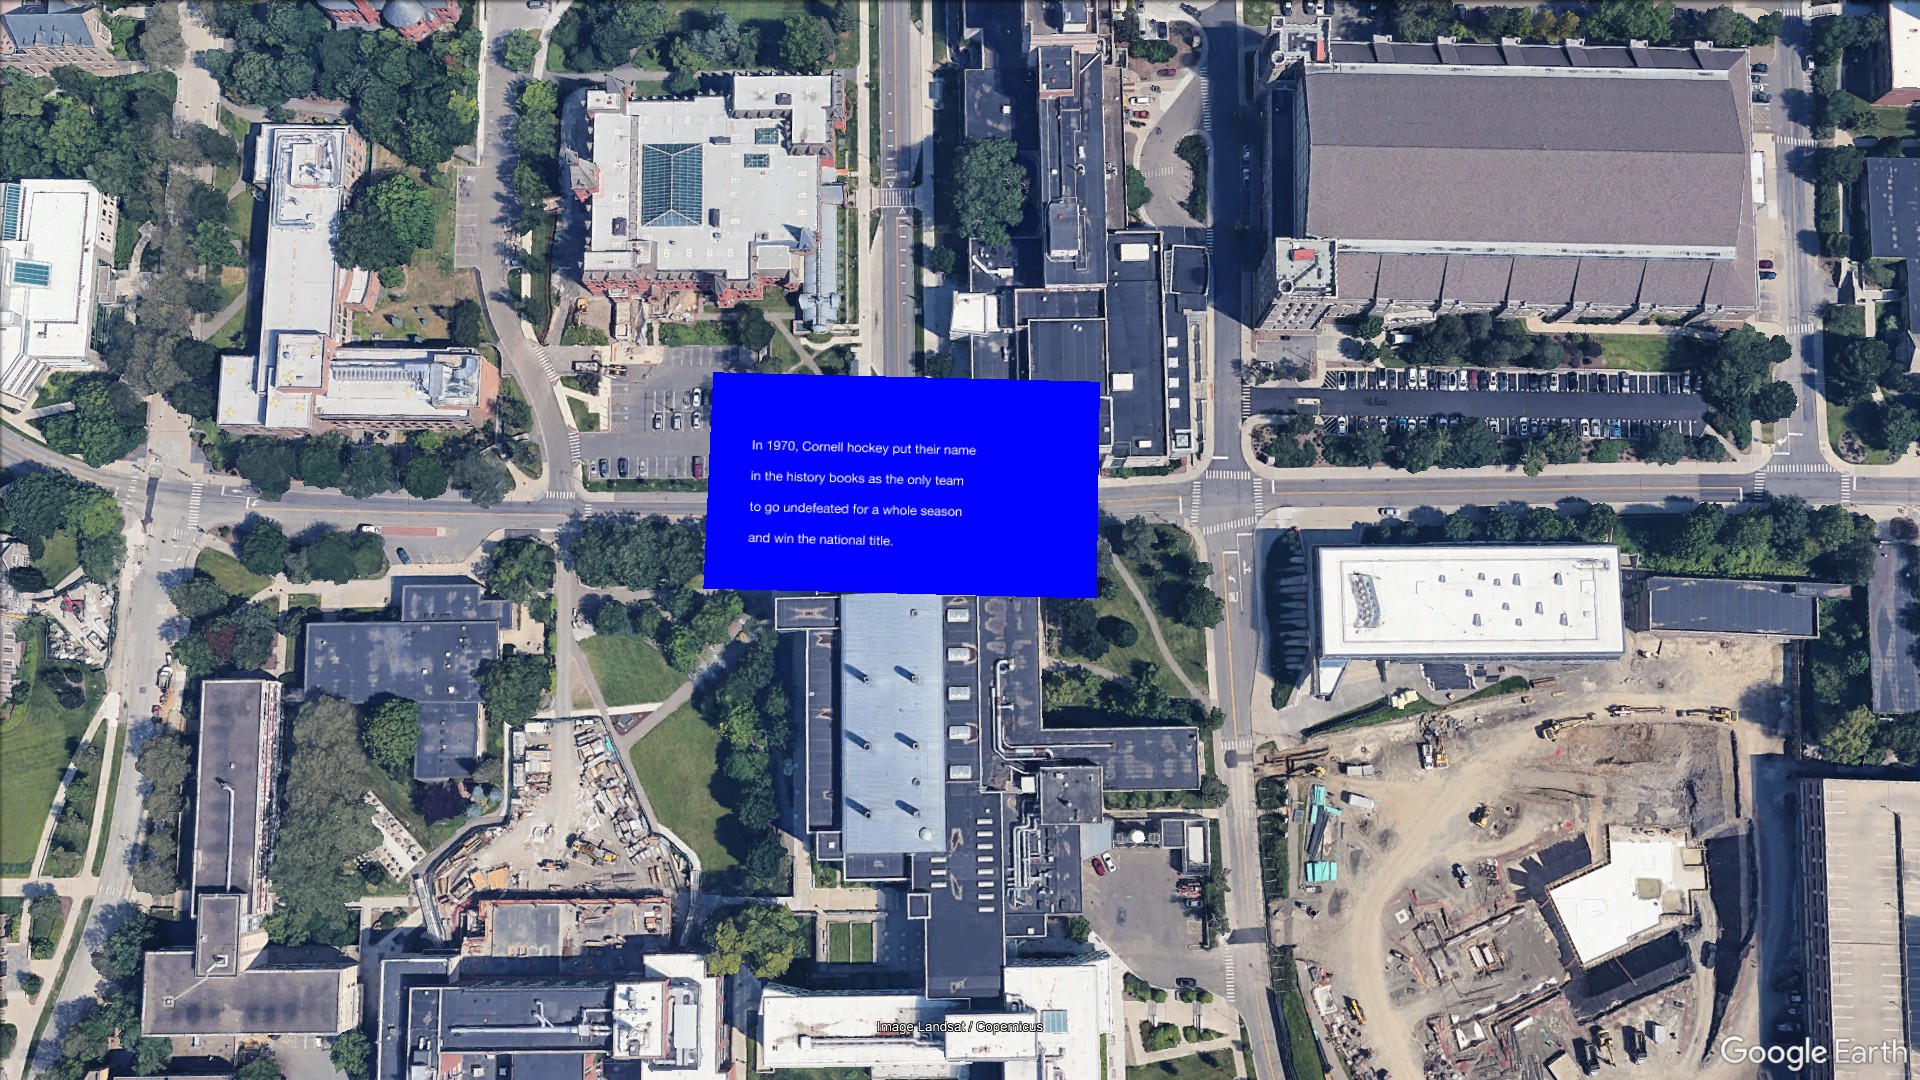 In 1970, Cornell hockey put their name
in the history books as the only team
to go undefeated for a whole season
and win the national title.
Image Landsat / Copernicus
Google Earth